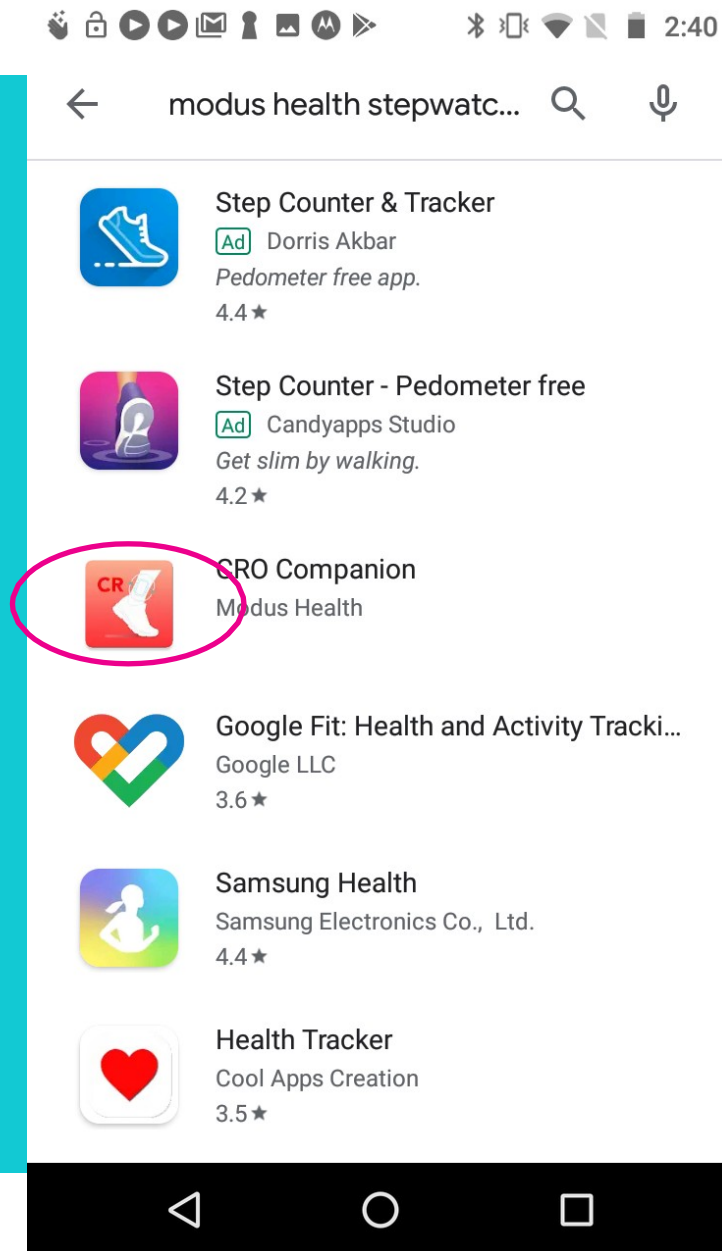 2:40
modus health stepwatc...
Step Counter & Tracker
Ad Dorris Akbar
Pedometer free app.
4.4★
Step Counter - Pedometer free
Ad Candyapps Studio
Get slim by walking.
4.2★
CR
CRO Companion
Modus Health
Google Fit: Health and Activity Tracki...
Google LLC
3.6★
Samsung Health
Samsung Electronics Co., Ltd.
4.4★
Health Tracker
Cool Apps Creation
3.5★